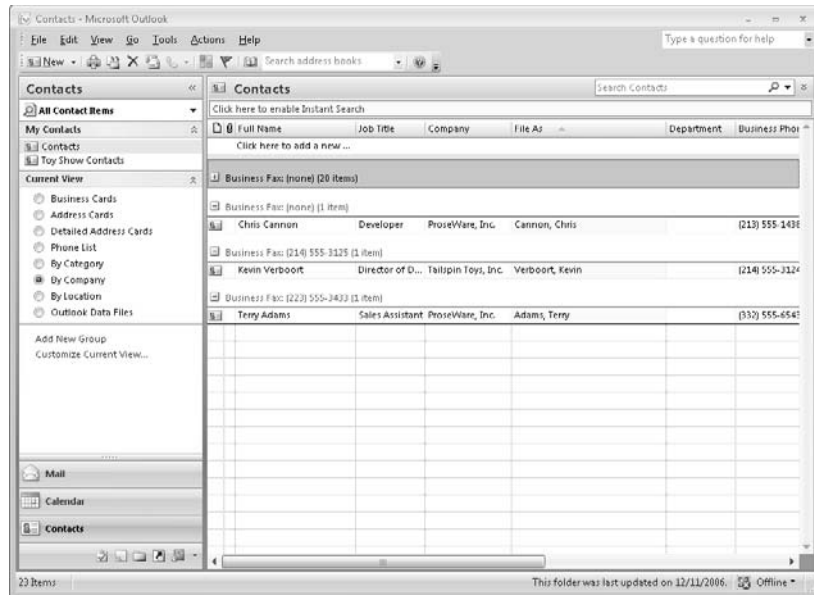 Contacts - Microsoft Outlook
File Edit View Go Tools Actions Help
Type a question for help
New Search address books
Contacts
All Contact Items
My Contacts
Contacts
Toy Show Contacts
Current View
Business Cards
Address Cards
Detailed Address Cards
Phone List
By Category
By Company
By Location
Outlook Data Files
Add New Group
Customize Current View...
Mail
Calendar
Contacts
Contacts Search Contacts
Click here to enable Instant Search
Full Name Job Title Company File As Department Business Phon
Click here to add a new ...
Business Fax: (none) (20 items)
Business Fax: (none) (1 item)
Chris Cannon Developer ProseWare, Inc. Cannon, Chris (213) 555-1438
Business Fax: (214) 555-3125 (1 item)
Kevin Verboort Director of D... Tailspin Toys, Inc. Verboort, Kevin (214) 555-3124
Business Fax: (223) 555-3433 (1 item)
Terry Adams Sales Assistant ProseWare, Inc. Adams, Terry (332) 555-6543
23 Items This folder was last updated on 12/11/2006. Offline